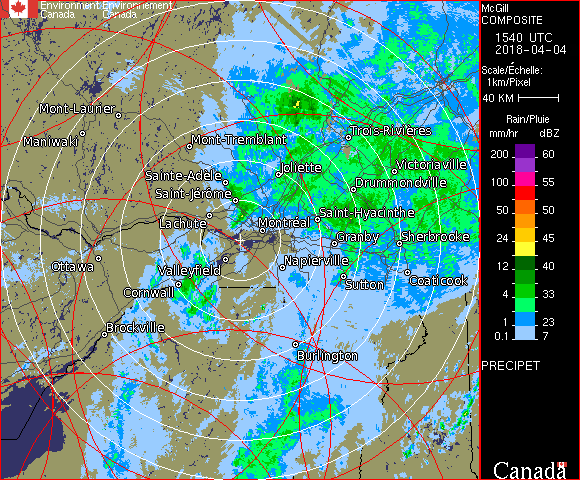 Environment Environnement
Canada Canada
McGill
COMPOSITE
1540 UTC
2018-04-04
Scale/Échelle:
1km/Pixel
40 KM
Rain/Pluie
mm/hr dBZ
200 60
100 55
50 50
24 45
12 40
4 33
1 23
0.1 7
PRECIPET
Mont-Laurier
Maniwaki
Mont-Tremblant
Trois-Rivières
Joliette
Victoriaville
Sainte-Adèle
Drummondville
Saint-Jérôme
Lachute
Saint-Hyacinthe
Montréal
Granby
Sherbrooke
Ottawa
Valleyfield
Napierville
Cornwall
Sutton
Coaticook
Brockville
Burlington
Canada